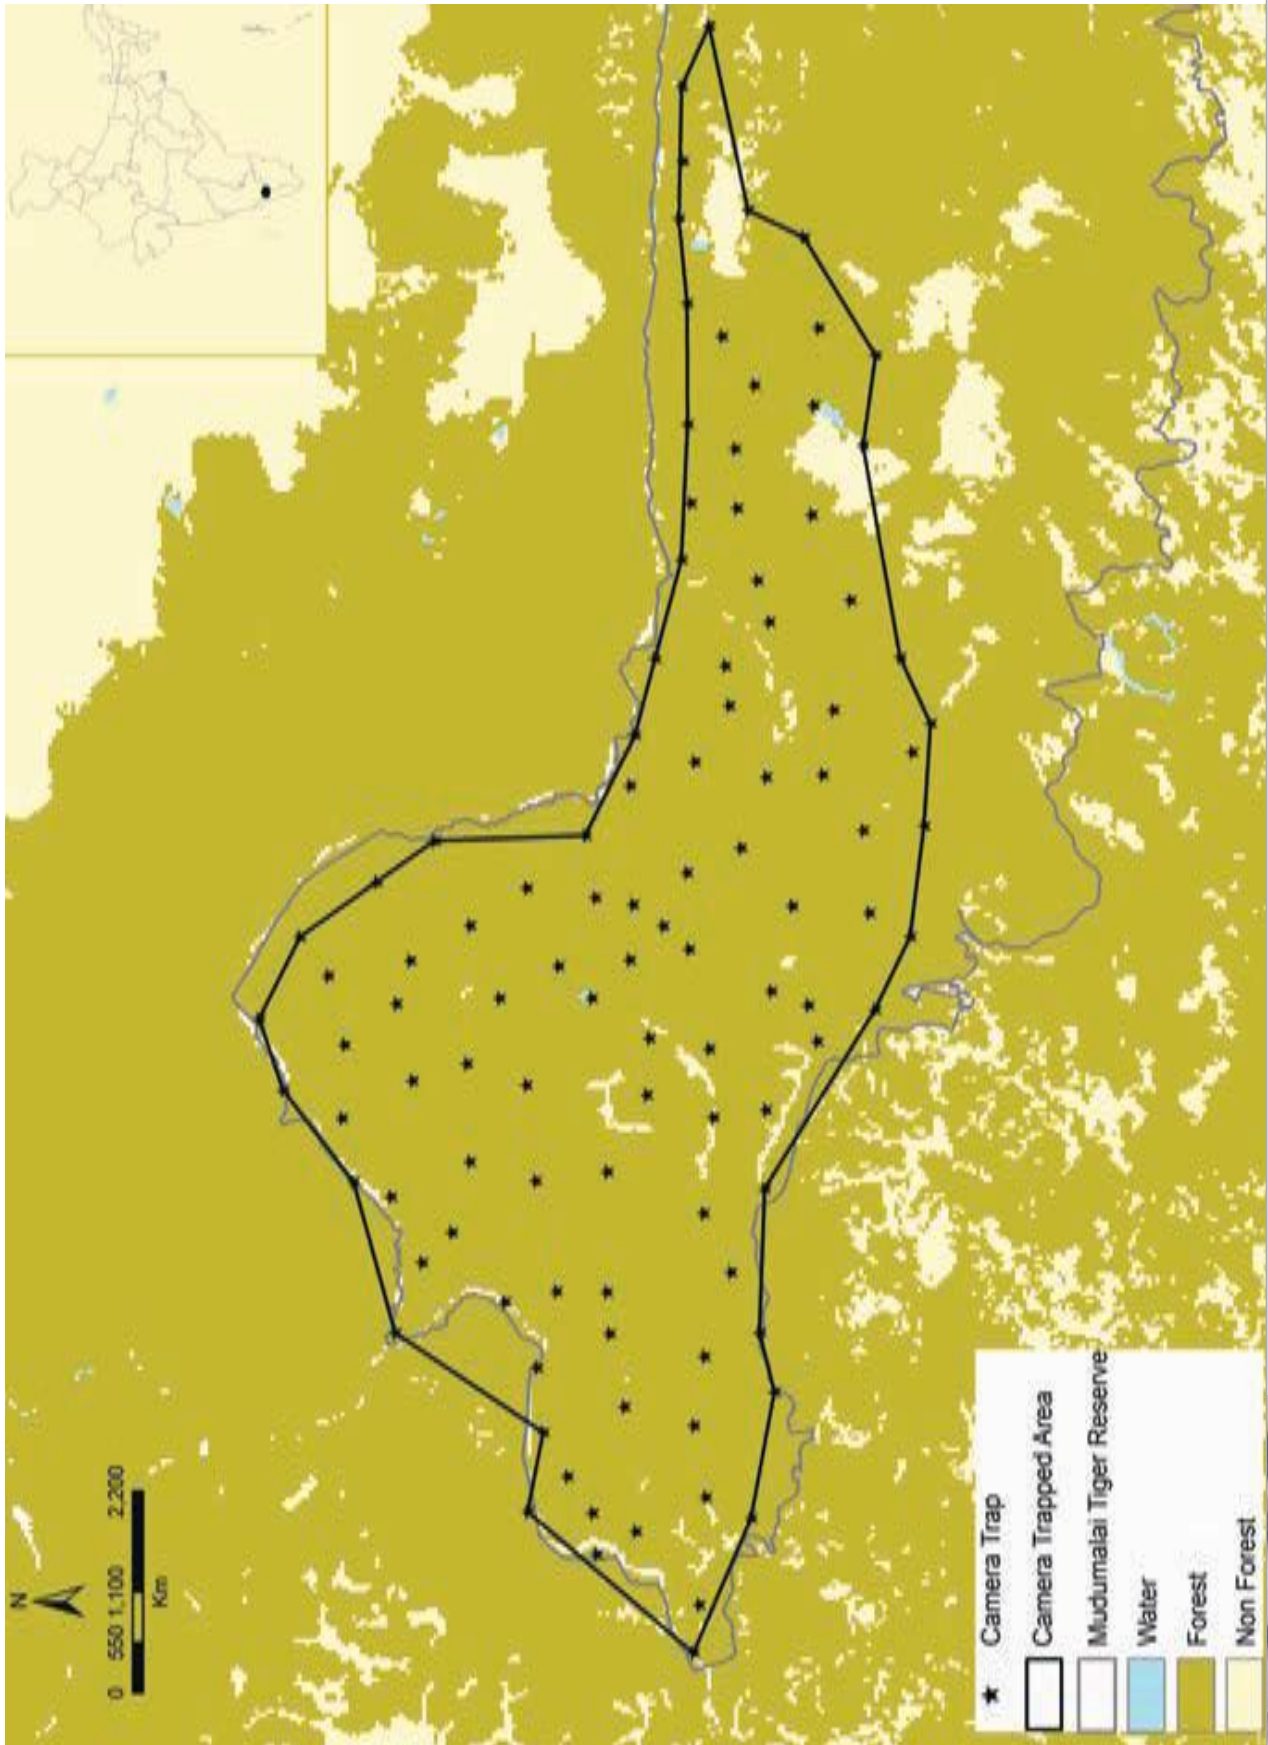 N
0 550 1,100 2,200
Km
Camera Trap
Camera Trapped Area
Mudumalai Tiger Reserve
Water
Forest
Non Forest